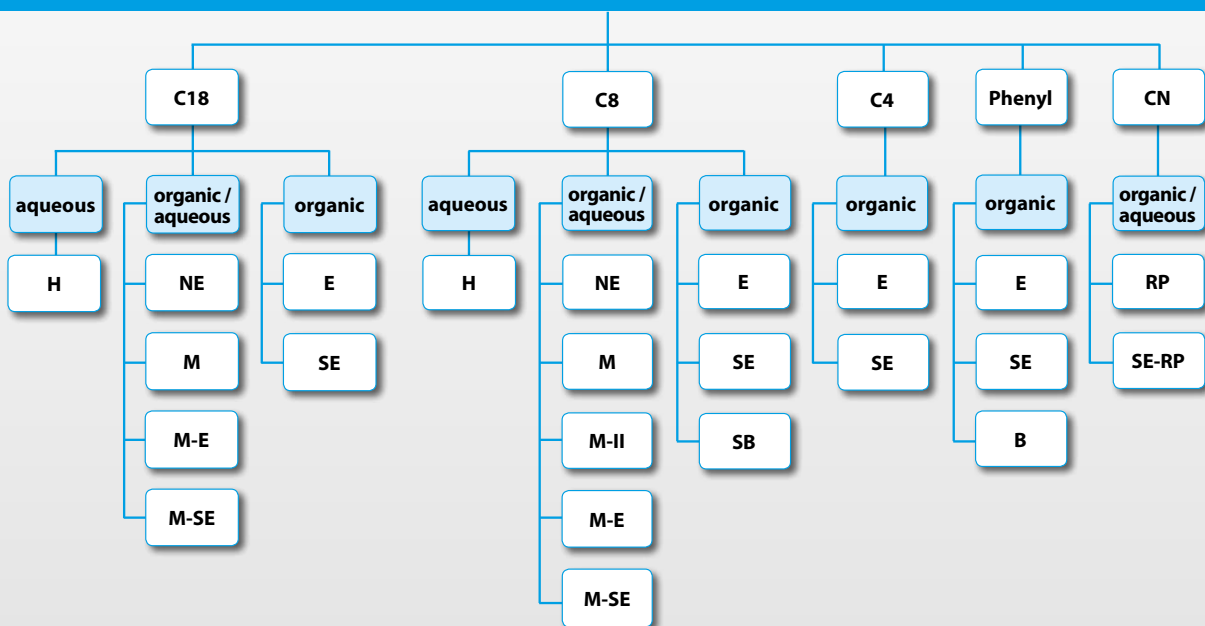 C18
aqueous
H
organic /
aqueous
NE
M
M-E
M-SE
organic
E
SE
C8
aqueous
H
organic /
aqueous
NE
M
M-II
M-E
M-SE
organic
E
SE
SB
C4
organic
E
SE
Phenyl
organic
E
SE
B
CN
organic /
aqueous
RP
SE-RP